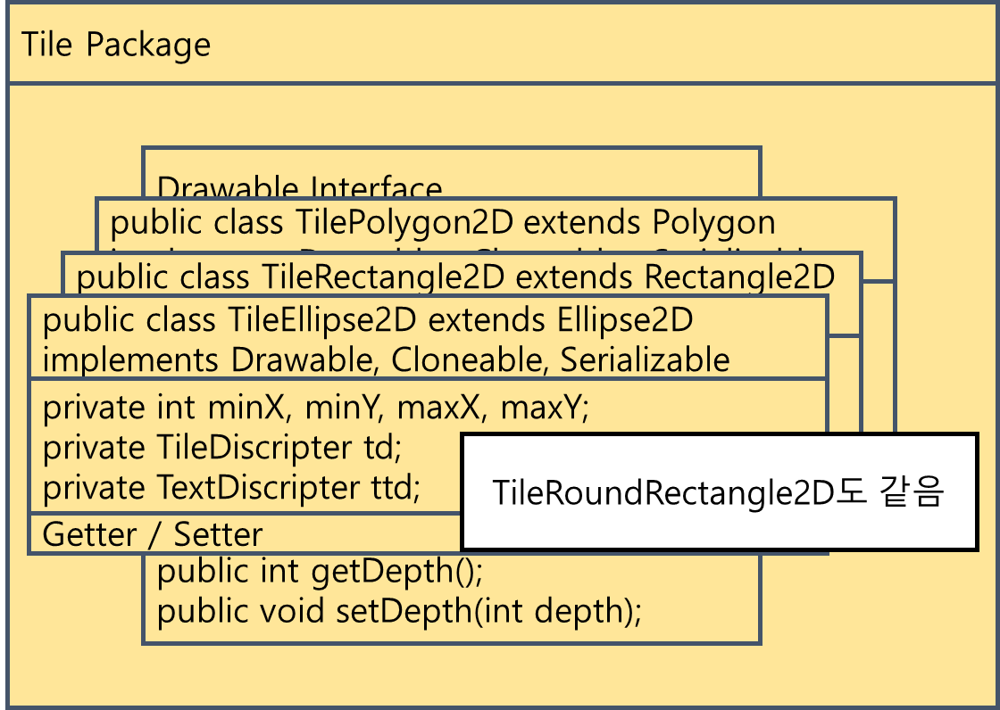 Tile Package
Drawable Interface
public class TilePolygon2D extends Polygon
public class TileRectangle2D extends Rectangle2D
public class TileEllipse2D extends Ellipse2D
implements Drawable, Cloneable, Serializable
private int minX, minY, maxX, maxY;
private TileDiscripter td;
private TextDiscripter ttd;
TileRoundRectangle2D도 같음
Getter / Setter
public int getDepth();
public void setDepth(int depth);